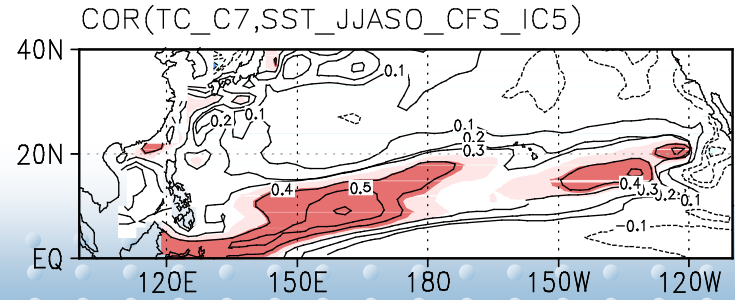 COR(TC_C7,SST_JJASO_CFS_IC5)
40N
0.1
0.2
0.1
0.1
0.2
0.3
20N
0.4
0.5
0.4
0.3
0.2
0.1
-0.1
EQ
120E
150E
180
150W
120W